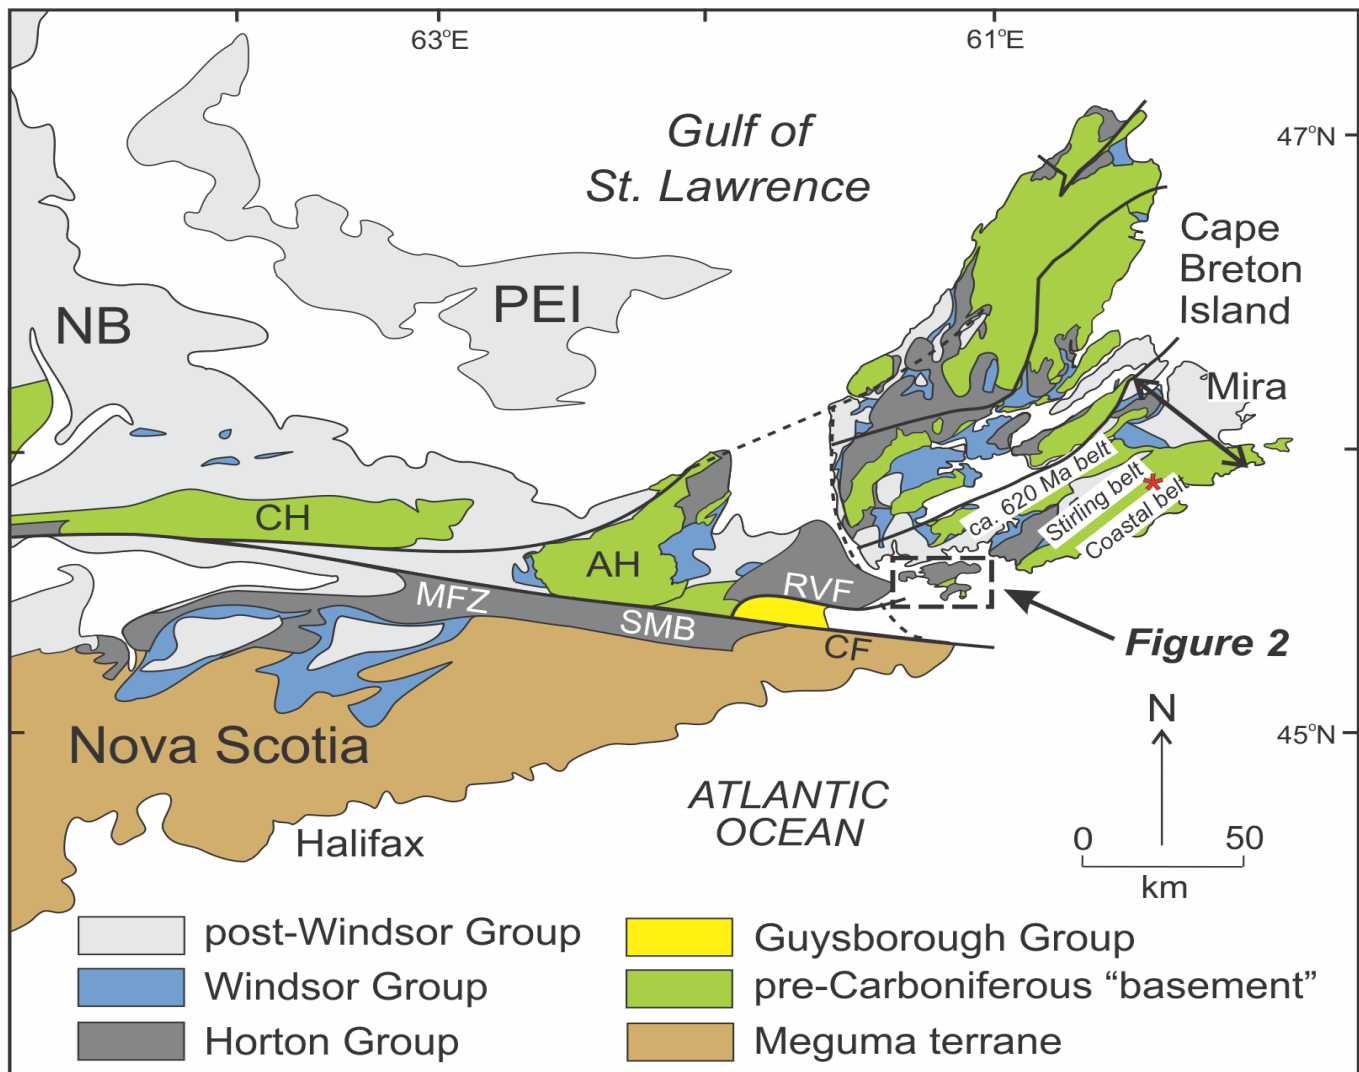 63°E
61°E
47°N
Gulf of
St. Lawrence
Cape
Breton
Island
NB
PEI
Mira
ca. 620 Ma belt
Stirling belt
*
Coastal belt
CH
AH
RVF
MFZ
SMB
CF
Figure 2
N
Nova Scotia
45°N
ATLANTIC
OCEAN
Halifax
0 50
km
post-Windsor Group
Windsor Group
Horton Group
Guysborough Group
pre-Carboniferous “basement”
Meguma terrane